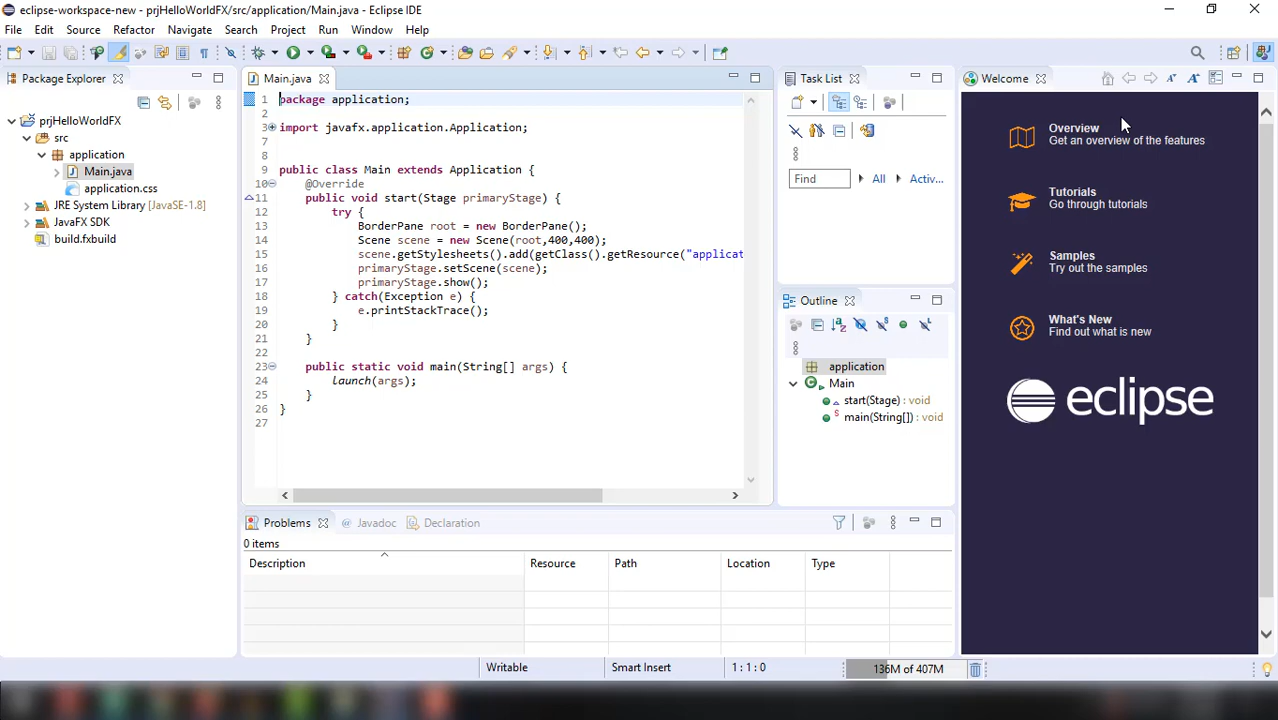 eclipse-workspace-new - prjHelloWorldFX/src/application/Main.java - Eclipse IDE
File Edit Source Refactor Navigate Search Project Run Window Help
Package Explorer
prjHelloWorldFX
src
application
Main.java
application.css
JRE System Library [JavaSE-1.8]
JavaFX SDK
build.fxbuild
Main.java
1 package application;
2
3 import javafx.application.Application;
7
8
9 public class Main extends Application {
10 @Override
11 public void start(Stage primaryStage) {
12 try {
13 BorderPane root = new BorderPane();
14 Scene scene = new Scene(root,400,400);
15 scene.getStylesheets().add(getClass().getResource("applicat
16 primaryStage.setScene(scene);
17 primaryStage.show();
18 } catch(Exception e) {
19 e.printStackTrace();
20 }
21 }
22
23 public static void main(String[] args) {
24 launch(args);
25 }
26 }
27
Task List
Find All Activ...
Outline
application
Main
start(Stage) : void
main(String[]) : void
Welcome
Overview
Get an overview of the features
Tutorials
Go through tutorials
Samples
Try out the samples
What's New
Find out what is new
eclipse
Problems @ Javadoc Declaration
0 items
Description Resource Path Location Type
Writable Smart Insert 1 : 1 : 0 136M of 407M